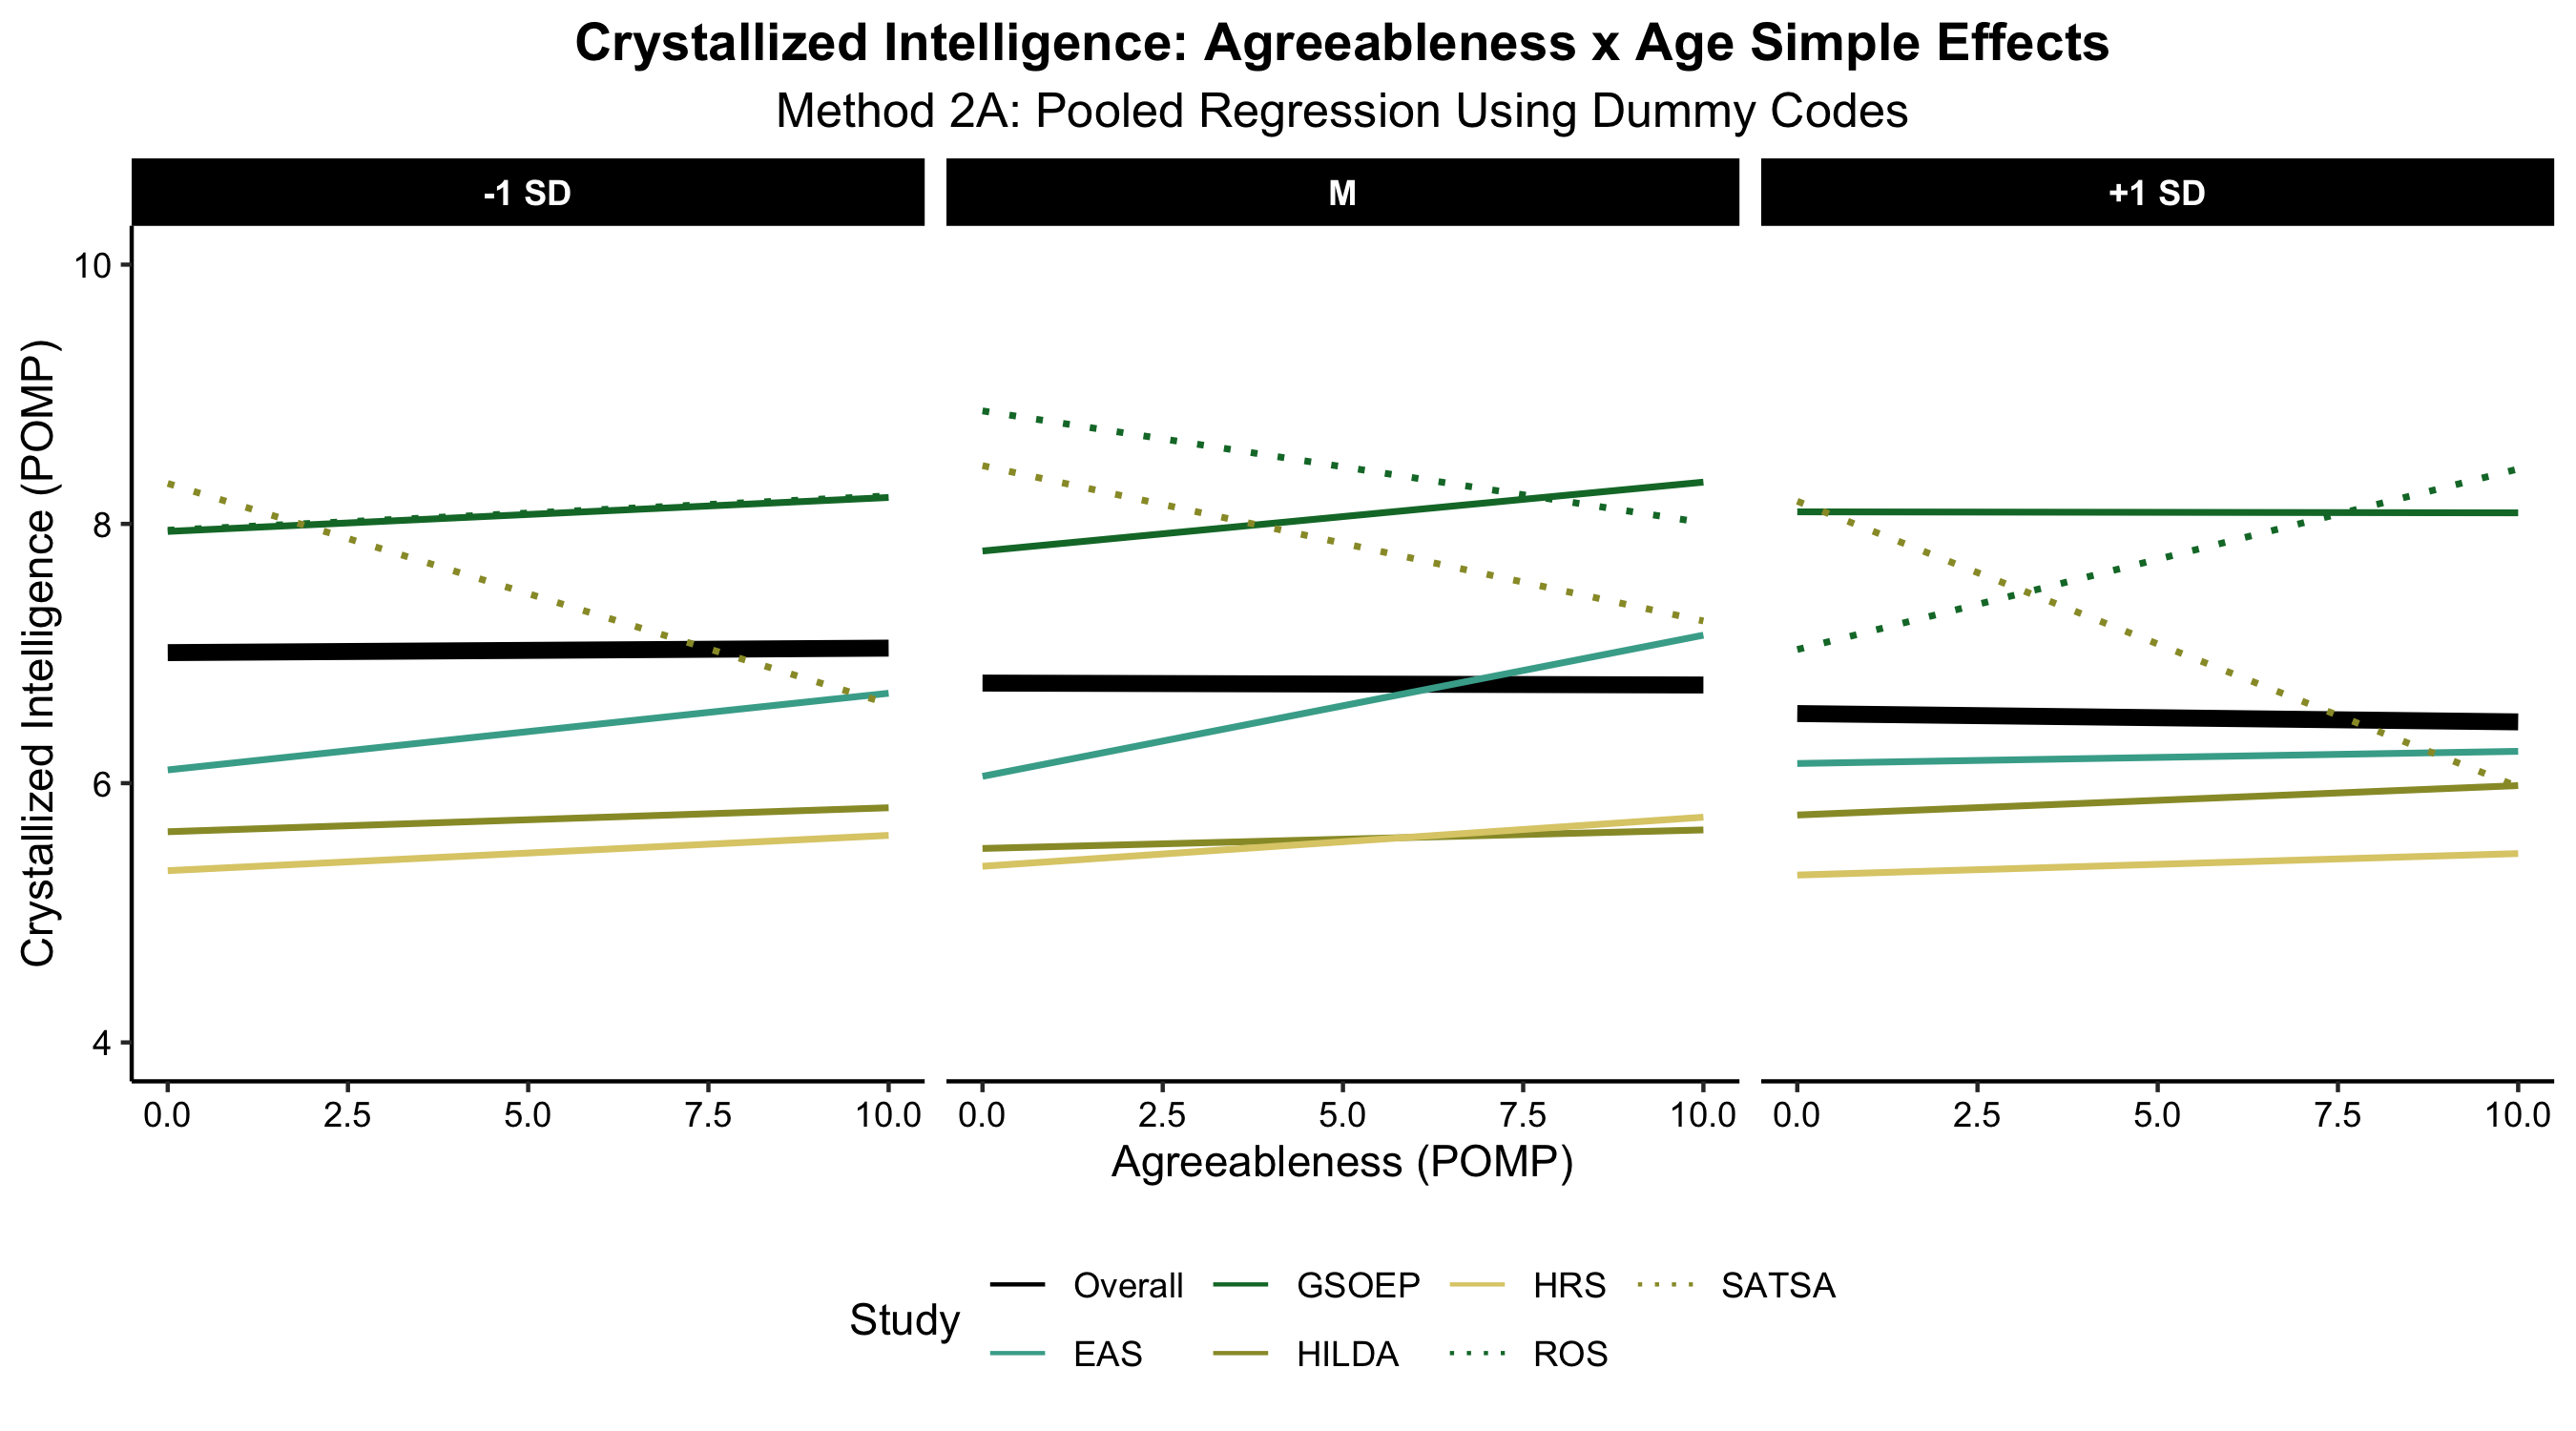 Crystallized Intelligence: Agreeableness x Age Simple Effects
Method 2A: Pooled Regression Using Dummy Codes
-1 SD
M
+1 SD
Crystallized Intelligence (POMP)
10
8
6
4
0.0 2.5 5.0 7.5 10.0
0.0 2.5 5.0 7.5 10.0
0.0 2.5 5.0 7.5 10.0
Agreeableness (POMP)
Study
Overall GSOEP HRS SATSA
EAS HILDA ROS